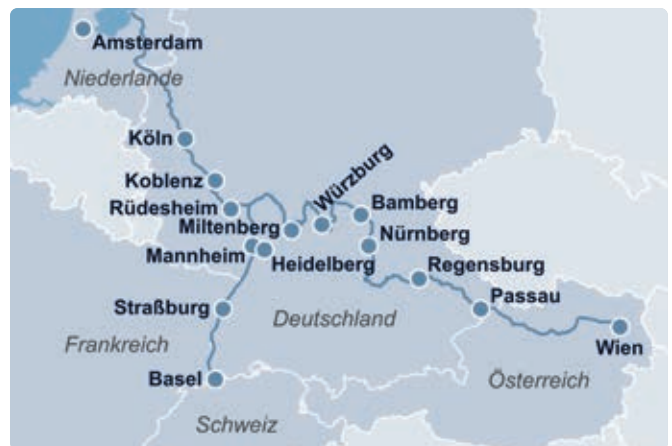 Amsterdam
Niederlande
Köln
Koblenz
Würzburg
Rüdesheim
Bamberg
Miltenberg
Nürnberg
Mannheim
Heidelberg
Regensburg
Straßburg
Passau
Deutschland
Frankreich
Wien
Basel
Österreich
Schweiz